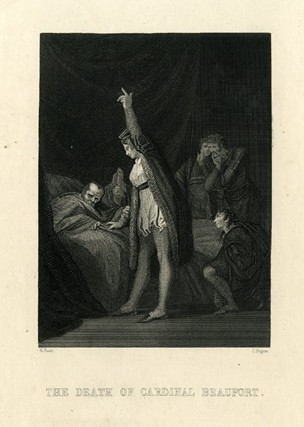 THE DEATH OF CARDINAL BEAUFORT.